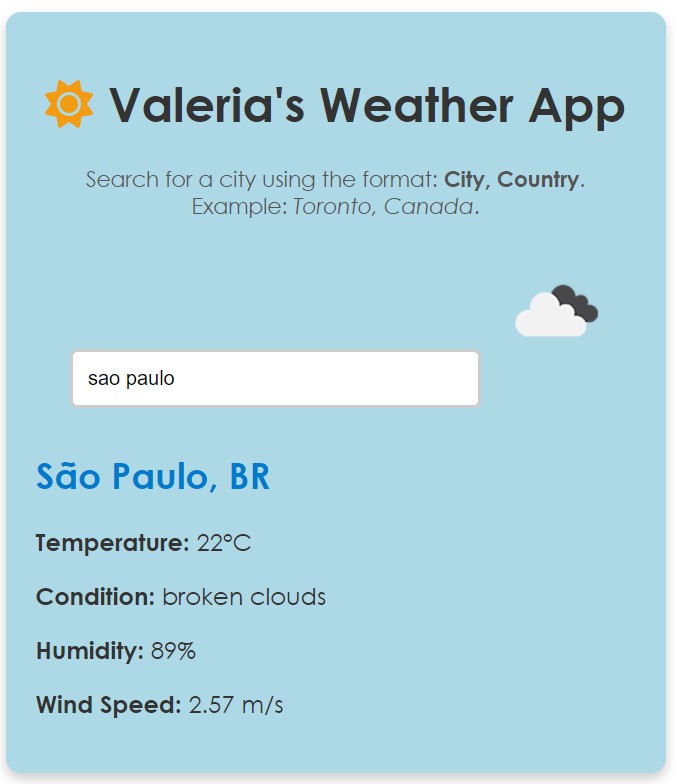 Valeria's Weather App
Search for a city using the format: City, Country.
Example: Toronto, Canada.
sao paulo
São Paulo, BR
Temperature: 22°C
Condition: broken clouds
Humidity: 89%
Wind Speed: 2.57 m/s